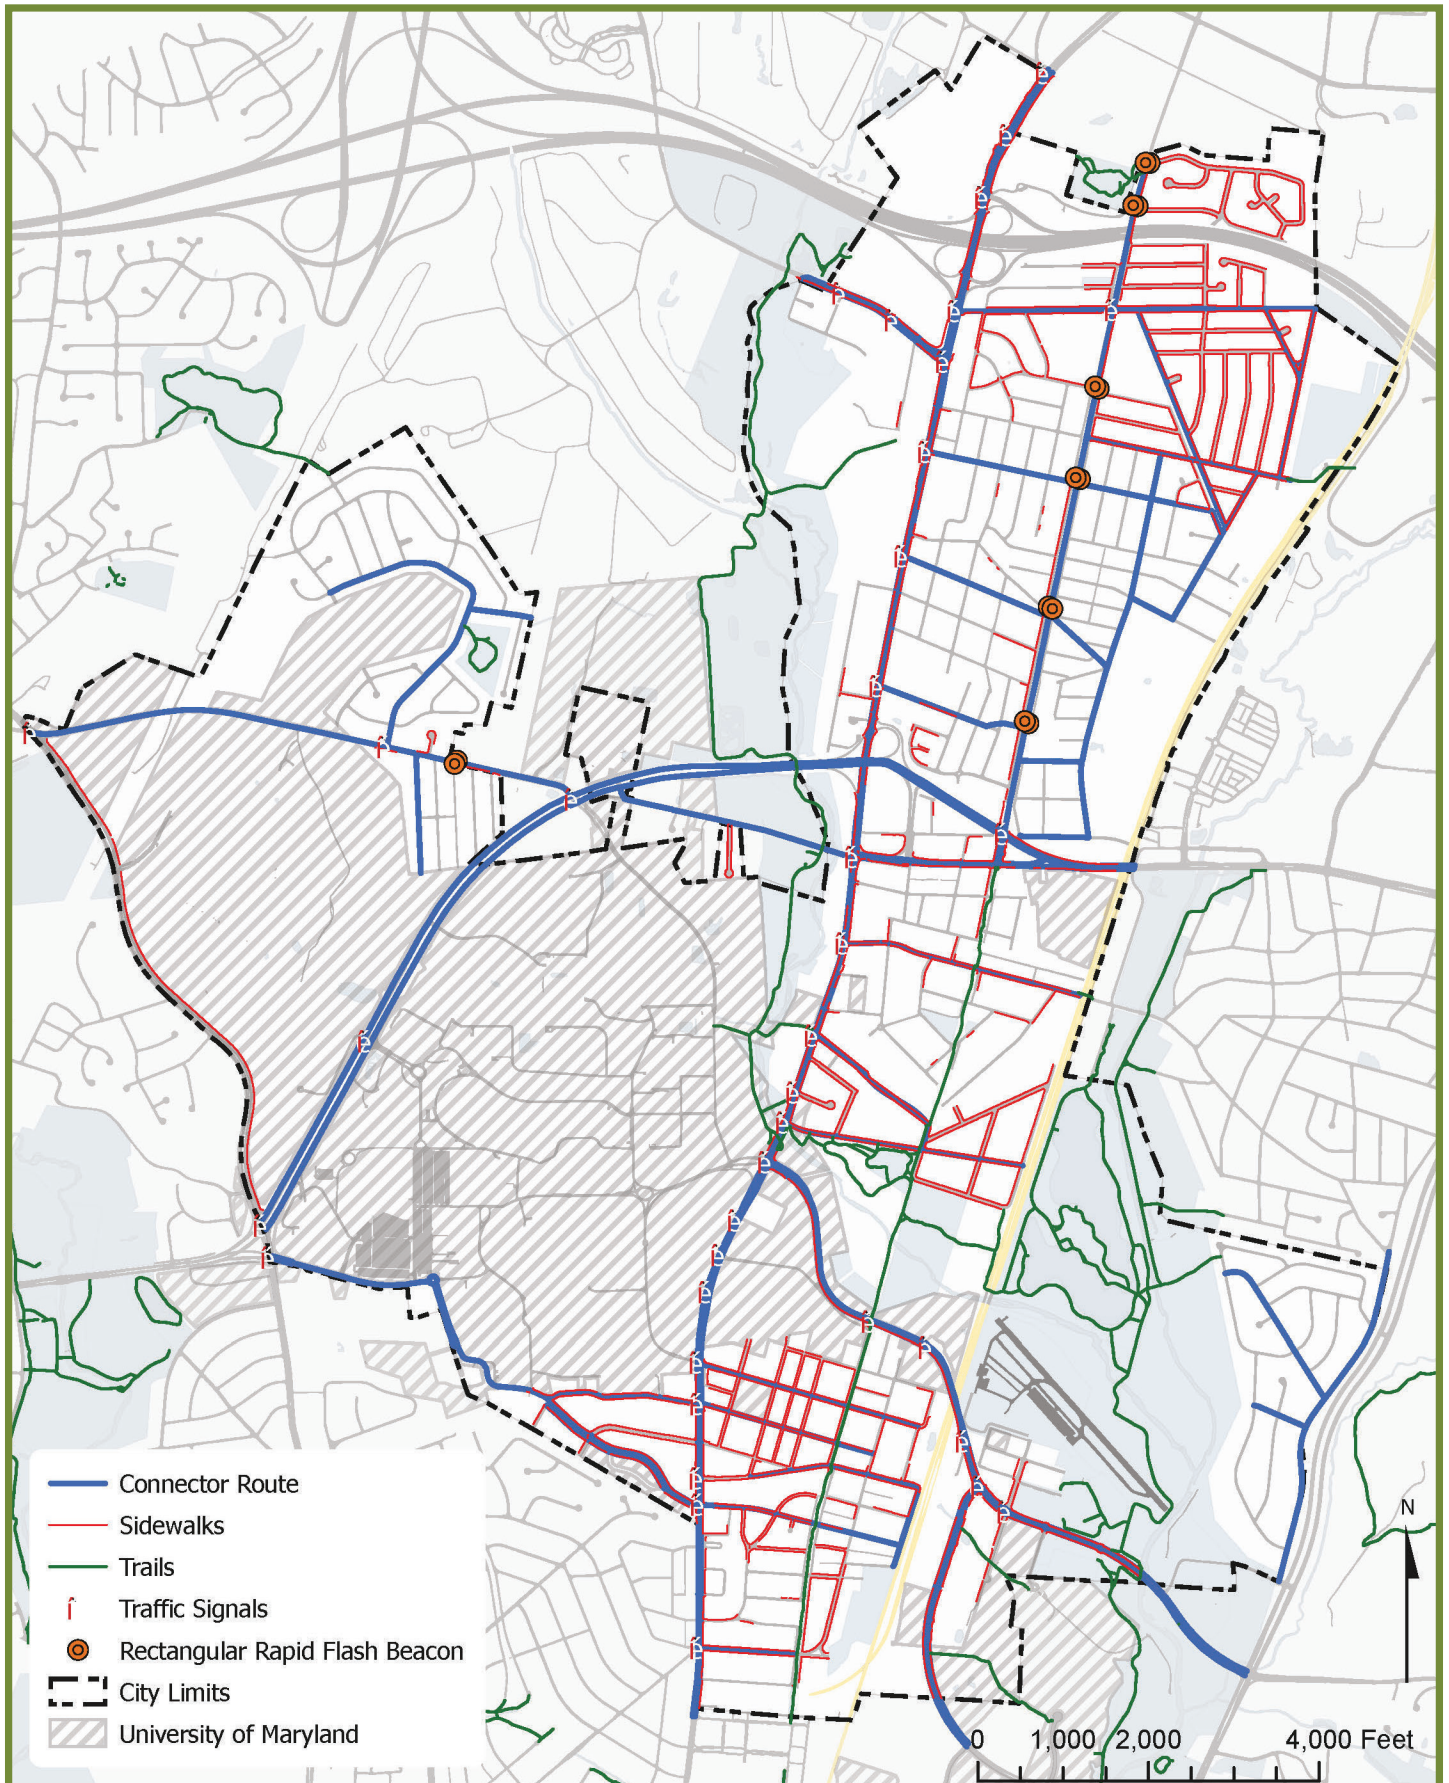 Connector Route
Sidewalks
Trails
Traffic Signals
Rectangular Rapid Flash Beacon
City Limits
University of Maryland
N
0 1,000 2,000 4,000 Feet